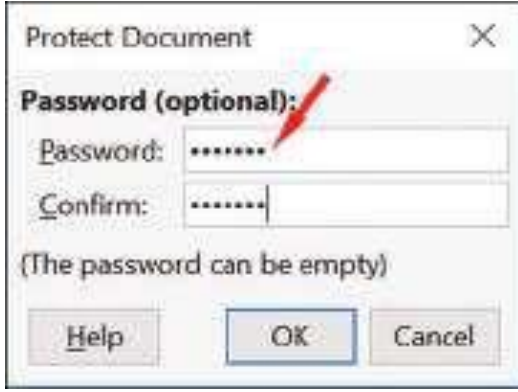 Protect Document
Password (optional):
Password: •••••••
Confirm: •••••••
(The password can be empty)
Help OK Cancel